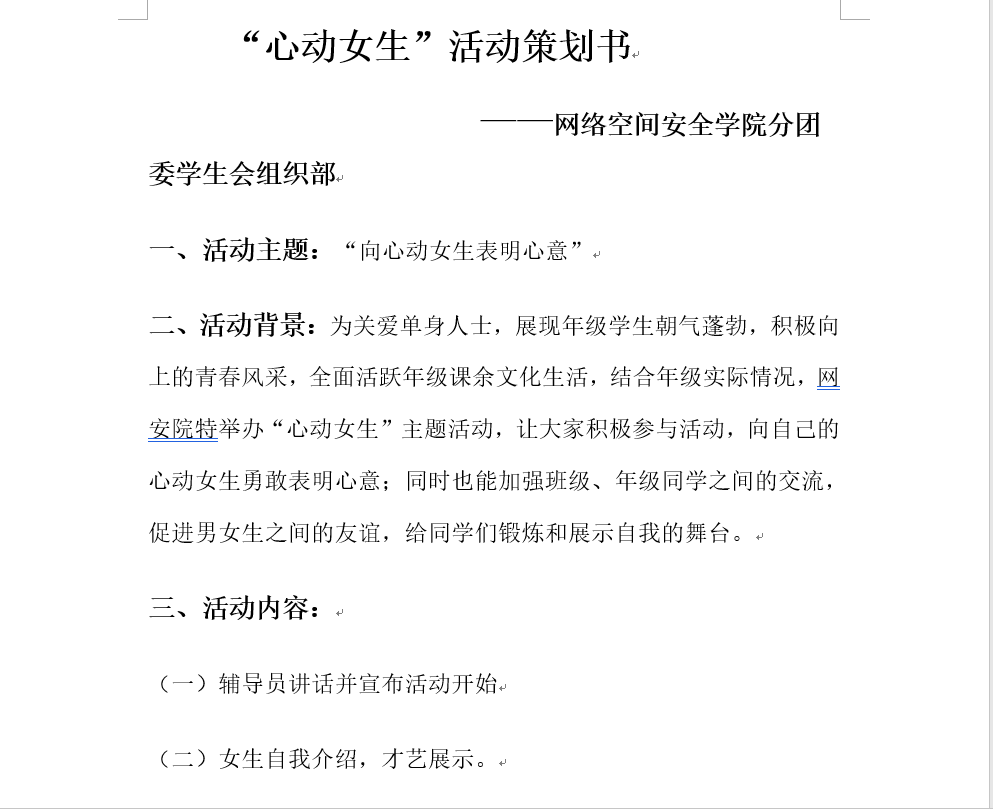 “心动女生”活动策划书
———网络空间安全学院分团
委学生会组织部
一、活动主题：“向心动女生表明心意”
二、活动背景：为关爱单身人士，展现年级学生朝气蓬勃，积极向
上的青春风采，全面活跃年级课余文化生活，结合年级实际情况，网
安院特举办“心动女生”主题活动，让大家积极参与活动，向自己的
心动女生勇敢表明心意；同时也能加强班级、年级同学之间的交流，
促进男女生之间的友谊，给同学们锻炼和展示自我的舞台。
三、活动内容：
（一）辅导员讲话并宣布活动开始
（二）女生自我介绍，才艺展示。